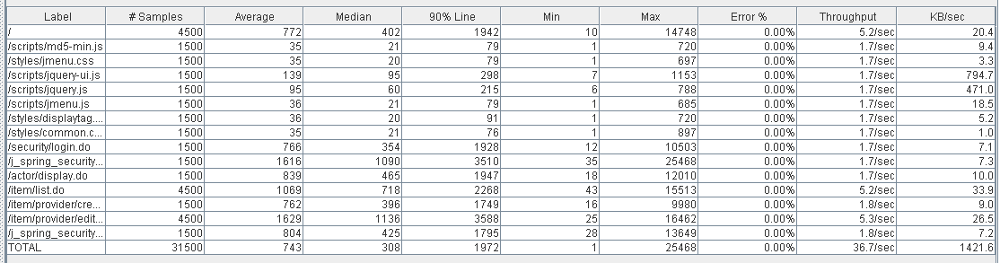 Label # Samples Average Median 90% Line Min Max Error % Throughput KB/sec
/ 4500 772 402 1942 10 14748 0.00% 5.2/sec 20.4
/scripts/md5-min.js 1500 35 21 79 1 720 0.00% 1.7/sec 9.4
/styles/jmenu.css 1500 35 20 79 1 697 0.00% 1.7/sec 3.3
/scripts/jquery-ui.js 1500 139 95 298 7 1153 0.00% 1.7/sec 794.7
/scripts/jquery.js 1500 95 60 215 6 788 0.00% 1.7/sec 471.0
/scripts/jmenu.js 1500 36 21 79 1 685 0.00% 1.7/sec 18.5
/styles/displaytag.... 1500 36 20 91 1 720 0.00% 1.7/sec 5.2
/styles/common.c... 1500 35 21 76 1 897 0.00% 1.7/sec 1.0
/security/login.do 1500 766 354 1928 12 10503 0.00% 1.7/sec 7.1
/j_spring_security... 1500 1616 1090 3510 35 25468 0.00% 1.7/sec 7.3
/actor/display.do 1500 839 465 1947 18 12010 0.00% 1.7/sec 10.0
/item/list.do 4500 1069 718 2268 43 15513 0.00% 5.2/sec 33.9
/item/provider/cre... 1500 762 396 1749 16 9980 0.00% 1.8/sec 9.0
/item/provider/edit... 4500 1629 1136 3588 25 16462 0.00% 5.3/sec 26.5
/j_spring_security... 1500 804 425 1795 28 13649 0.00% 1.8/sec 7.2
TOTAL 31500 743 308 1972 1 25468 0.00% 36.7/sec 1421.6